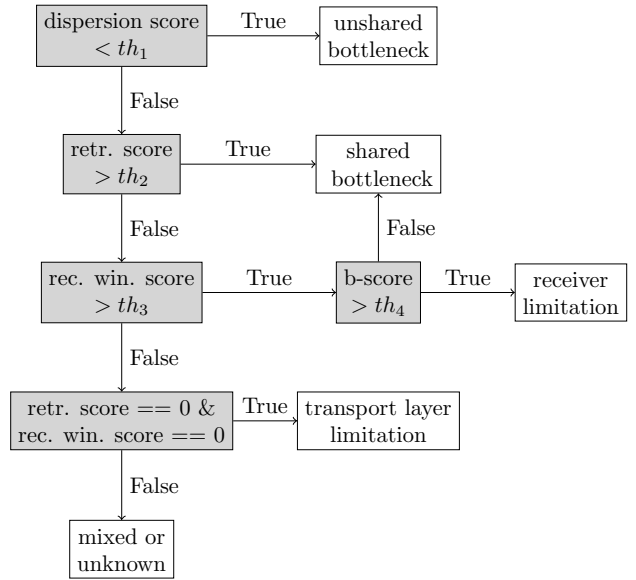 dispersion score
< th₁
True
unshared
bottleneck
False
retr. score
> th₂
True
shared
bottleneck
False
False
rec. win. score
> th₃
True
b-score
> th₄
True
receiver
limitation
False
retr. score == 0 &
rec. win. score == 0
True
transport layer
limitation
False
mixed or
unknown